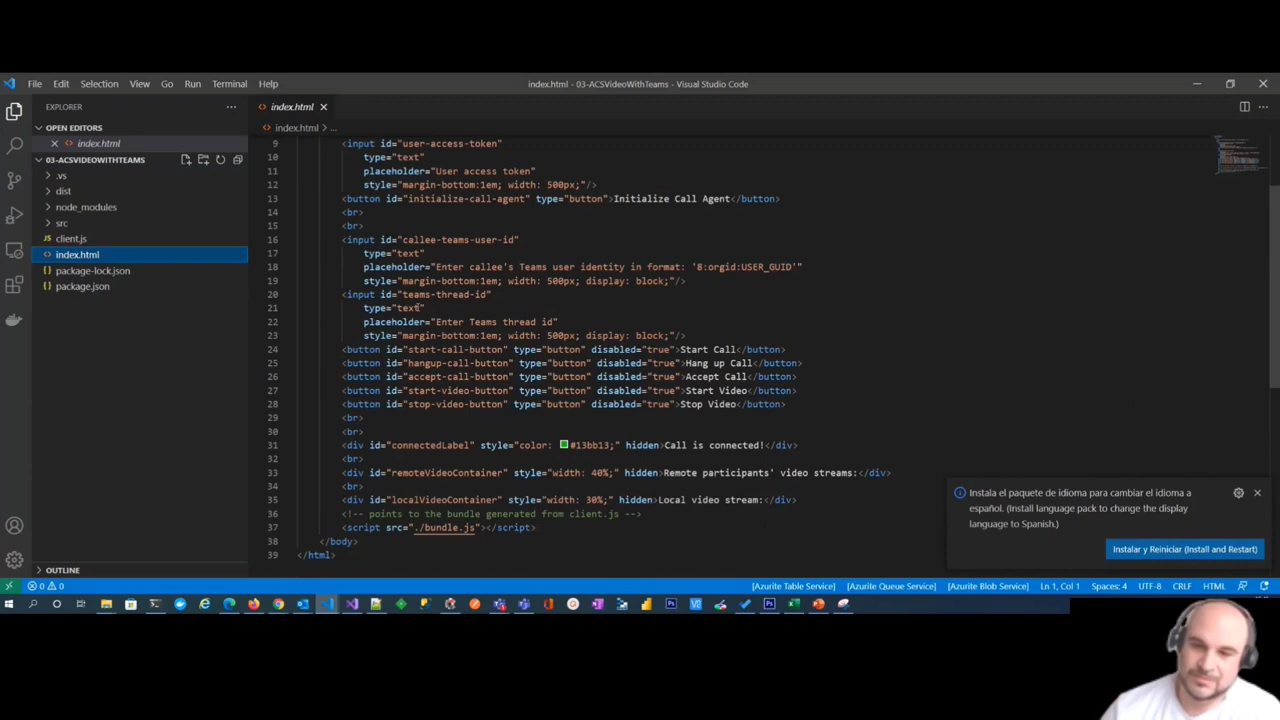 File Edit Selection View Go Run Terminal Help
index.html - 03-ACSVideoWithTeams - Visual Studio Code
EXPLORER
OPEN EDITORS
index.html
03-ACSVIDEOWITHTEAMS
.vs
dist
node_modules
src
client.js
index.html
package-lock.json
package.json
OUTLINE
index.html
index.html > ...
9 <input id="user-access-token"
10 type="text"
11 placeholder="User access token"
12 style="margin-bottom:1em; width: 500px;"/>
13 <button id="initialize-call-agent" type="button">Initialize Call Agent</button>
14 <br>
15 <br>
16 <input id="callee-teams-user-id"
17 type="text"
18 placeholder="Enter callee's Teams user identity in format: '8:orgid:USER_GUID'"
19 style="margin-bottom:1em; width: 500px; display: block;"/>
20 <input id="teams-thread-id"
21 type="text"
22 placeholder="Enter Teams thread id"
23 style="margin-bottom:1em; width: 500px; display: block;"/>
24 <button id="start-call-button" type="button" disabled="true">Start Call</button>
25 <button id="hangup-call-button" type="button" disabled="true">Hang up Call</button>
26 <button id="accept-call-button" type="button" disabled="true">Accept Call</button>
27 <button id="start-video-button" type="button" disabled="true">Start Video</button>
28 <button id="stop-video-button" type="button" disabled="true">Stop Video</button>
29 <br>
30 <br>
31 <div id="connectedLabel" style="color: #13bb13;" hidden>Call is connected!</div>
32 <br>
33 <div id="remoteVideoContainer" style="width: 40%;" hidden>Remote participants' video streams:</div>
34 <br>
35 <div id="localVideoContainer" style="width: 30%;" hidden>Local video stream:</div>
36 <!-- points to the bundle generated from client.js -->
37 <script src="./bundle.js"></script>
38 </body>
39 </html>
Instala el paquete de idioma para cambiar el idioma a
español. (Install language pack to change the display
language to Spanish.)
Instalar y Reiniciar (Install and Restart)
0 0 [Azurite Table Service] [Azurite Queue Service] [Azurite Blob Service] Ln 1, Col 1 Spaces: 4 UTF-8 CRLF HTML